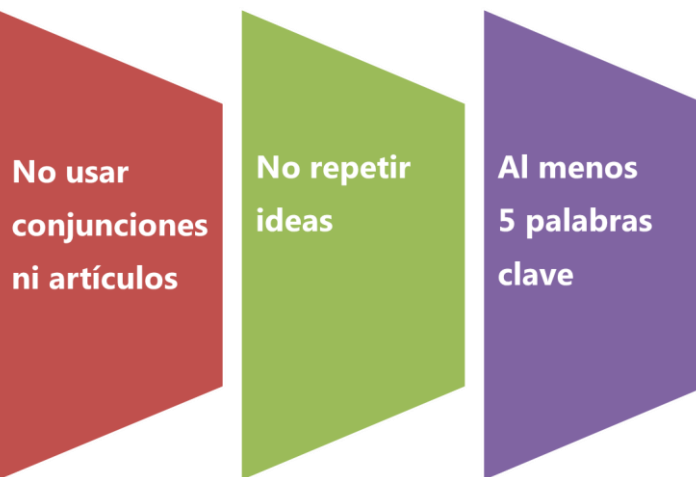 No usar
conjunciones
ni artículos
No repetir
ideas
Al menos
5 palabras
clave